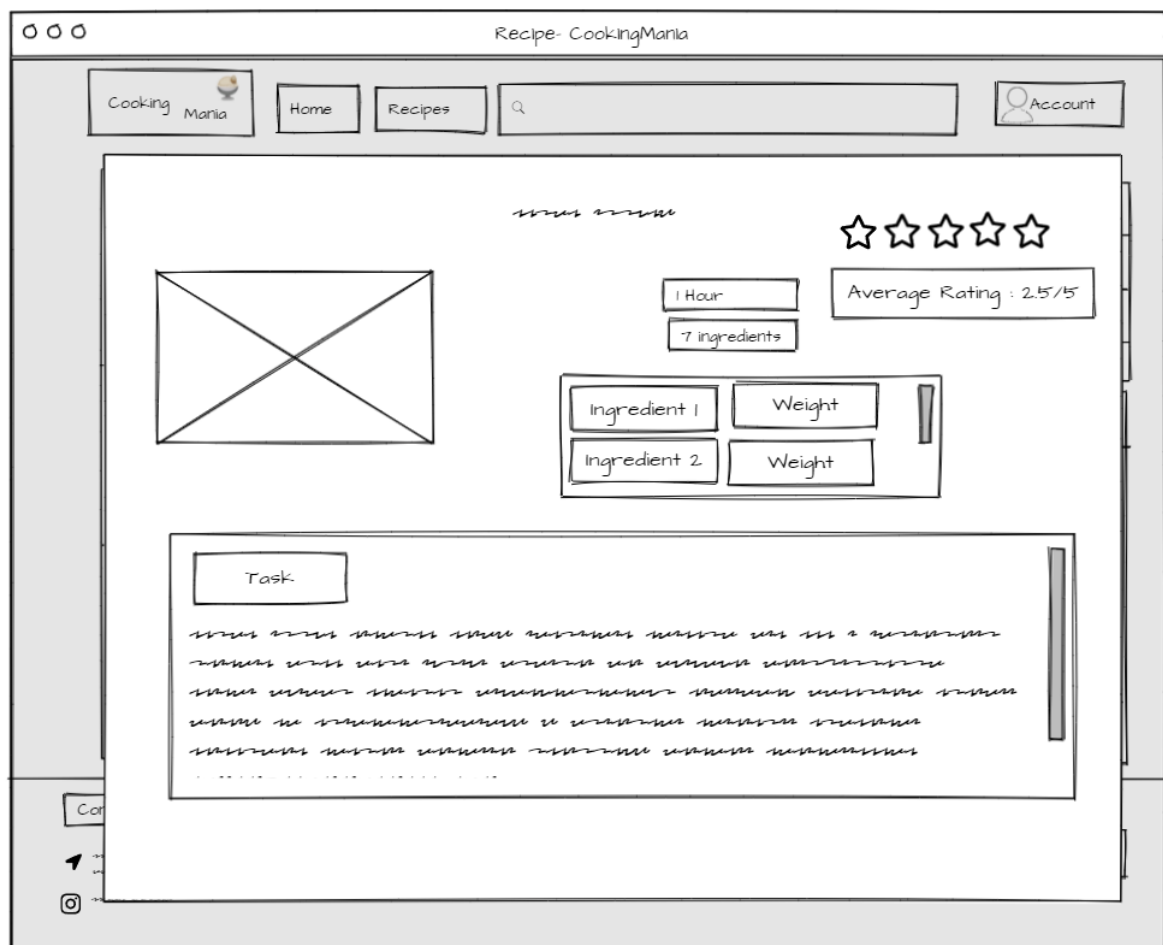 Recipe- CookingMania
Cooking Mania
Home
Recipes
Account
1 Hour
Average Rating : 2.5/5
7 ingredients
Ingredient 1
Weight
Ingredient 2
Weight
Task